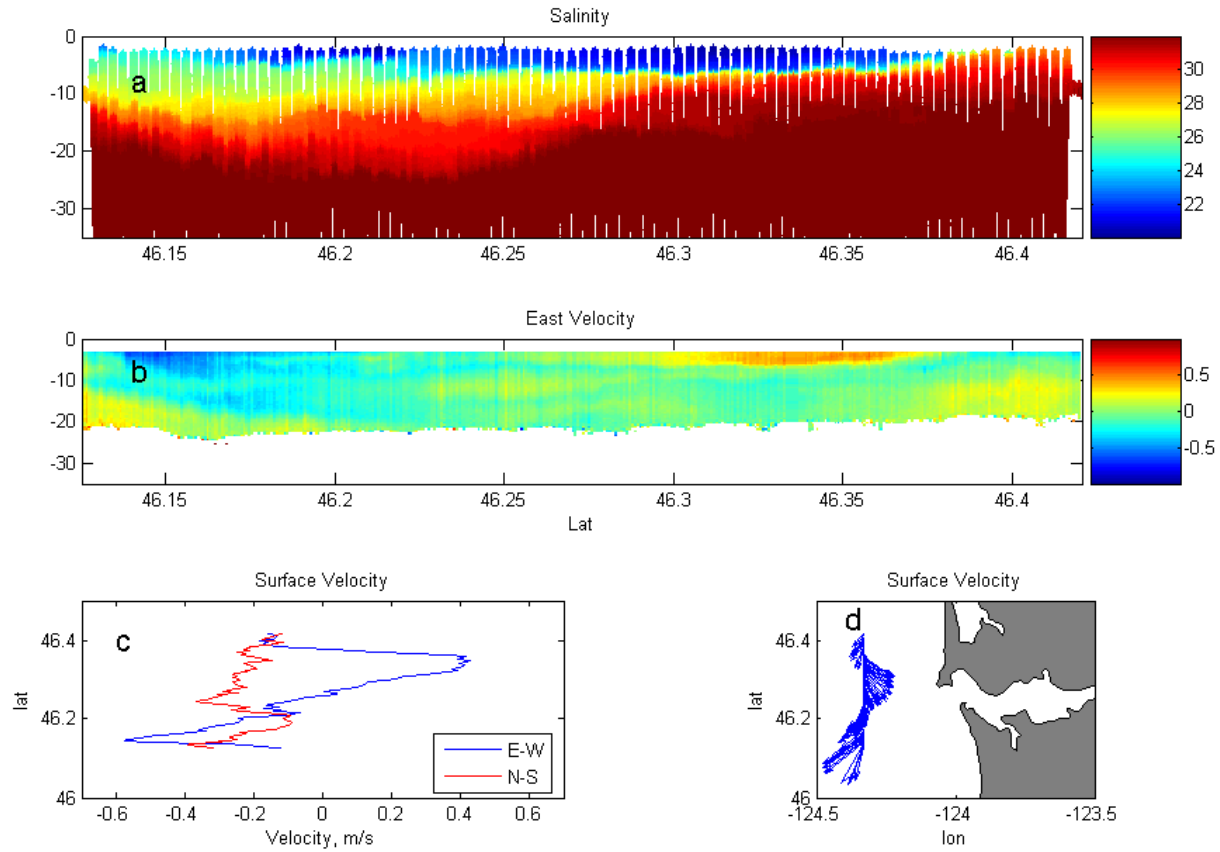 Salinity
0
-10
-20
-30
a
46.15 46.2 46.25 46.3 46.35 46.4
30
28
26
24
22
East Velocity
0
-10
-20
-30
b
46.15 46.2 46.25 46.3 46.35 46.4
Lat
0.5
0
-0.5
Surface Velocity
lat
46.4
46.2
46
c
E-W
N-S
-0.6 -0.4 -0.2 0 0.2 0.4 0.6
Velocity, m/s
Surface Velocity
lat
46.4
46.2
46
d
-124.5 -124 -123.5
lon